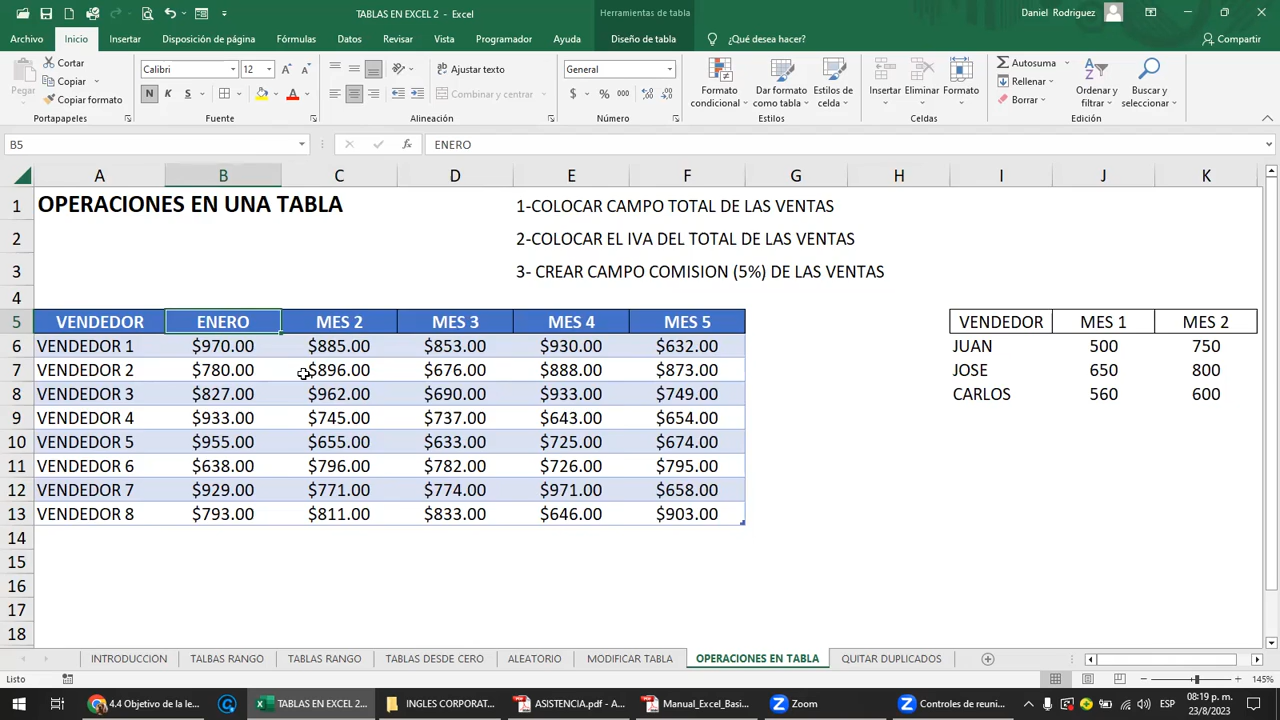 TABLAS EN EXCEL 2 - Excel
Herramientas de tabla
Daniel Rodriguez
Archivo Inicio Insertar Disposición de página Fórmulas Datos Revisar Vista Programador Ayuda Diseño de tabla ¿Qué desea hacer? Compartir
Pegar
Cortar
Copiar
Copiar formato
Calibri 12
N K S
Ajustar texto
Combinar y centrar
General
$ % 000
Formato condicional
Dar formato como tabla
Estilos de celda
Insertar Eliminar Formato
Autosuma
Rellenar
Borrar
Ordenar y filtrar
Buscar y seleccionar
Portapapeles Fuente Alineación Número Estilos Celdas Edición
B5 fx ENERO
A B C D E F G H I J K
1 OPERACIONES EN UNA TABLA 1-COLOCAR CAMPO TOTAL DE LAS VENTAS
2 2-COLOCAR EL IVA DEL TOTAL DE LAS VENTAS
3 3- CREAR CAMPO COMISION (5%) DE LAS VENTAS
4
5 VENDEDOR ENERO MES 2 MES 3 MES 4 MES 5 VENDEDOR MES 1 MES 2
6 VENDEDOR 1 $970.00 $885.00 $853.00 $930.00 $632.00 JUAN 500 750
7 VENDEDOR 2 $780.00 $896.00 $676.00 $888.00 $873.00 JOSE 650 800
8 VENDEDOR 3 $827.00 $962.00 $690.00 $933.00 $749.00 CARLOS 560 600
9 VENDEDOR 4 $933.00 $745.00 $737.00 $643.00 $654.00
10 VENDEDOR 5 $955.00 $655.00 $633.00 $725.00 $674.00
11 VENDEDOR 6 $638.00 $796.00 $782.00 $726.00 $795.00
12 VENDEDOR 7 $929.00 $771.00 $774.00 $971.00 $658.00
13 VENDEDOR 8 $793.00 $811.00 $833.00 $646.00 $903.00
14
15
16
17
18
INTRODUCCION TALBAS RANGO TABLAS RANGO TABLAS DESDE CERO ALEATORIO MODIFICAR TABLA OPERACIONES EN TABLA QUITAR DUPLICADOS
Listo 145%
4.4 Objetivo de la le... TABLAS EN EXCEL 2... INGLES CORPORAT... ASISTENCIA.pdf - A... Manual_Excel_Basi... Zoom Controles de reuni... ESP 08:19 p. m.
23/8/2023